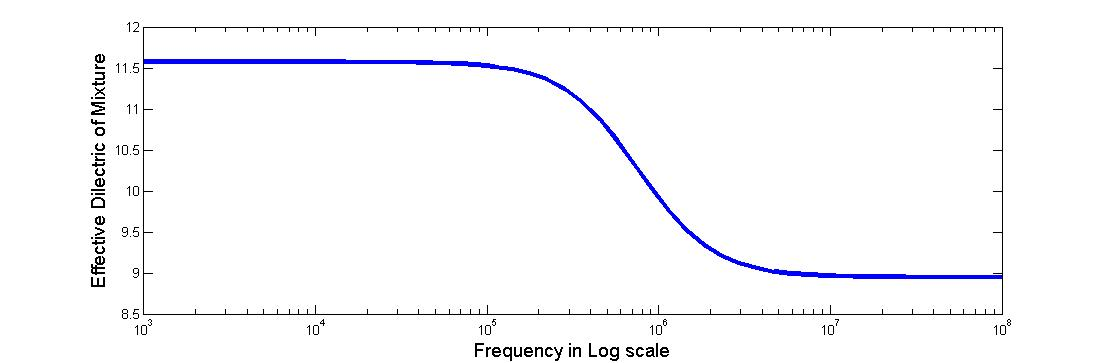 12
11.5
11
10.5
10
9.5
9
8.5
Effective Dilectric of Mixture
10³ 10⁴ 10⁵ 10⁶ 10⁷ 10⁸
Frequency in Log scale